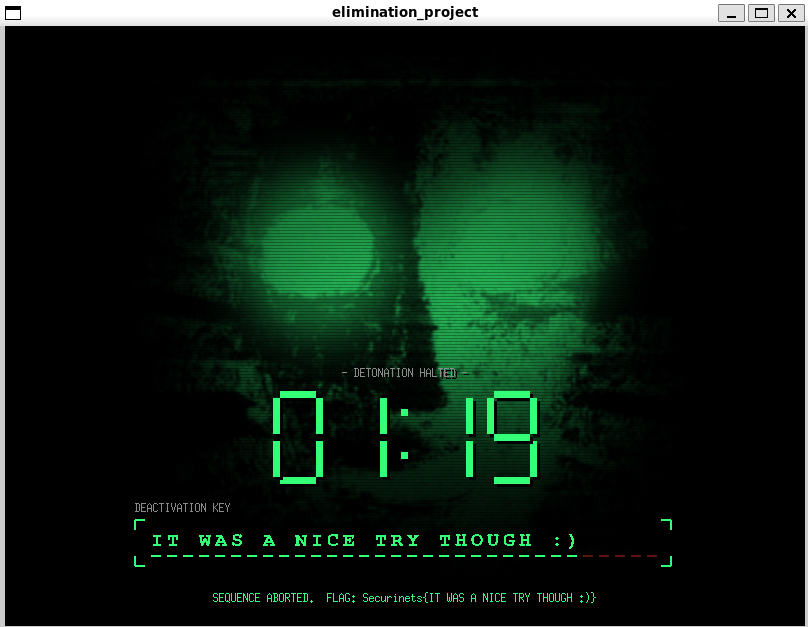 elimination_project
– DETONATION HALTED –
01:19
DEACTIVATION KEY
IT WAS A NICE TRY THOUGH :)
SEQUENCE ABORTED. FLAG: Securinets{IT WAS A NICE TRY THOUGH :)}